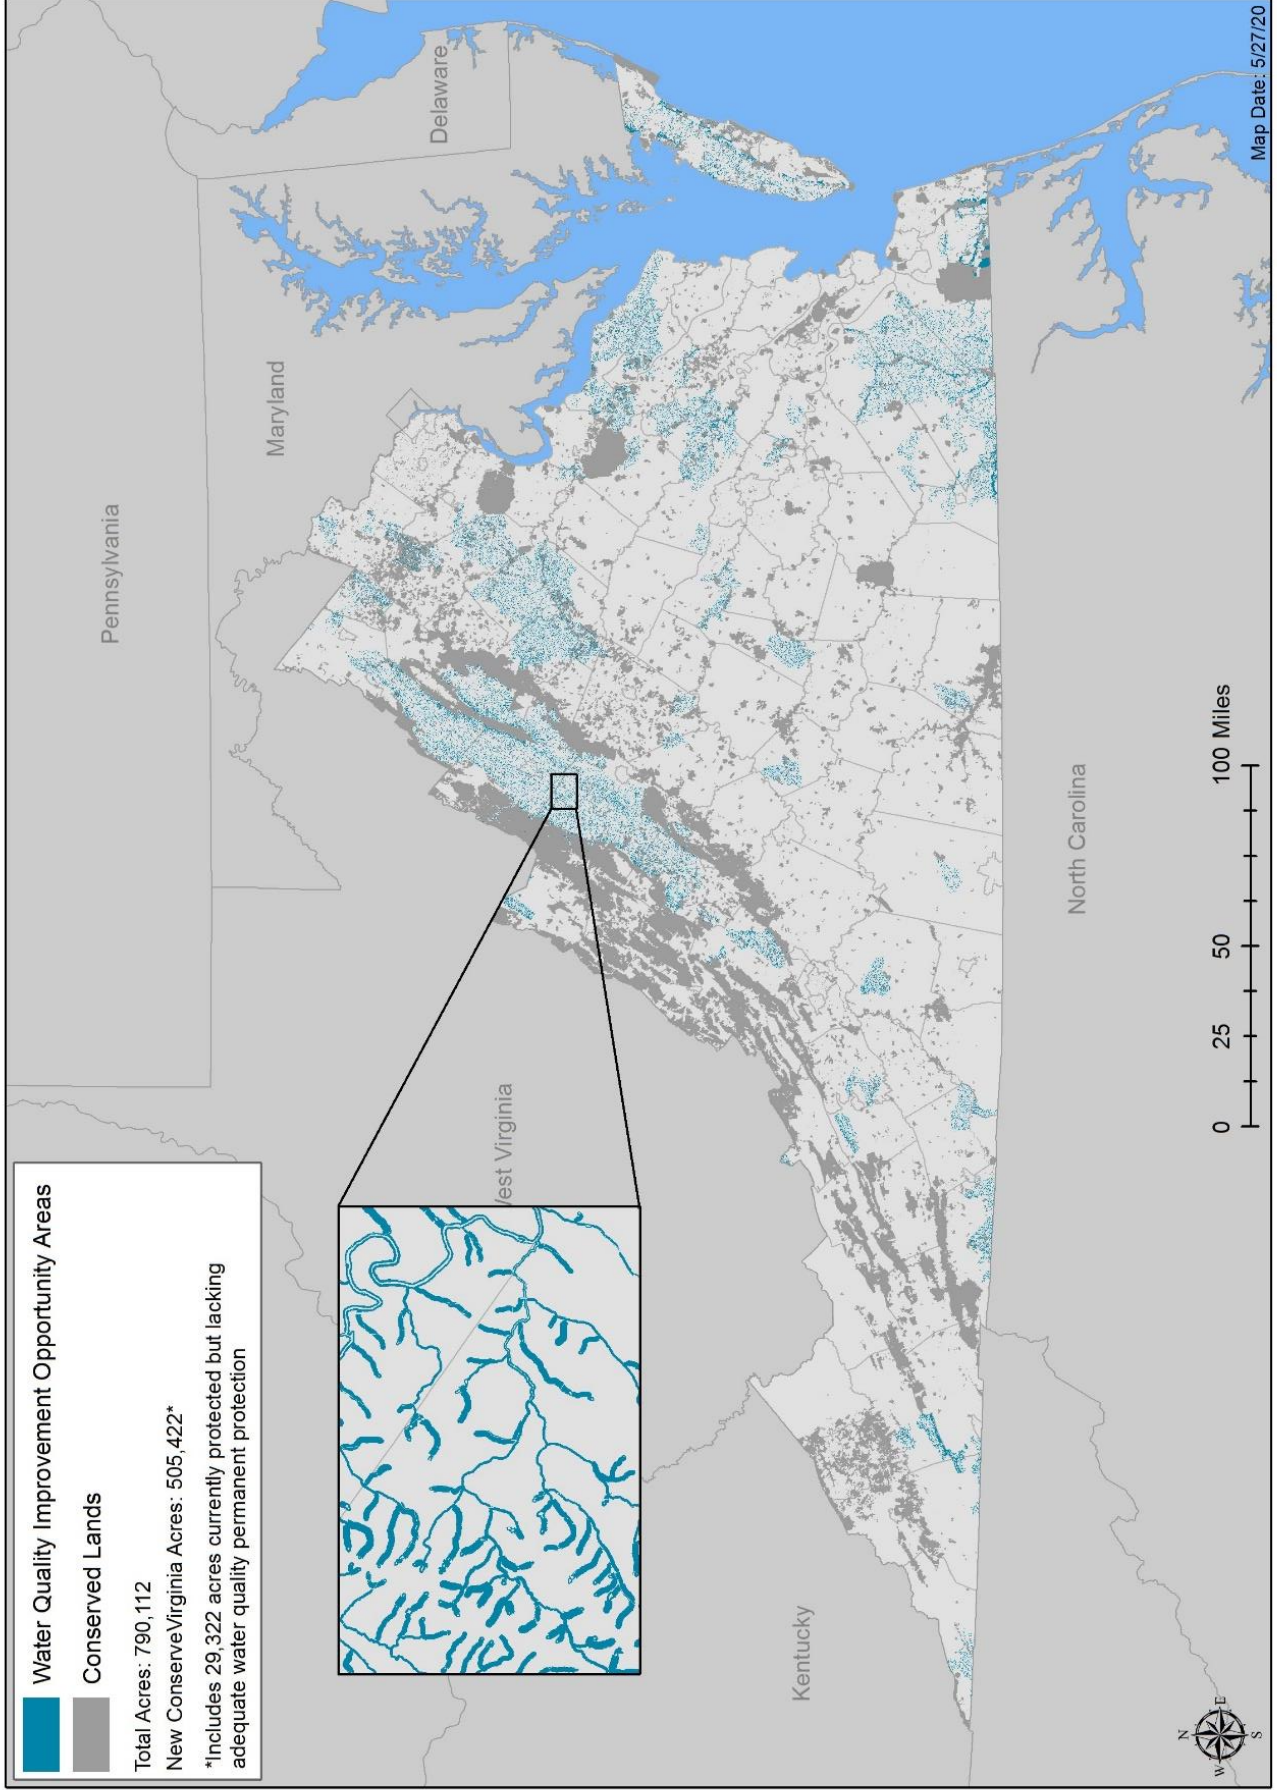 Water Quality Improvement Opportunity Areas
Conserved Lands
Total Acres: 790,112
New ConserveVirginia Acres: 505,422*
*Includes 29,322 acres currently protected but lacking
adequate water quality permanent protection
Pennsylvania
Maryland
Delaware
West Virginia
Kentucky
North Carolina
N
W E
S
0 25 50 100 Miles
Map Date: 5/27/20